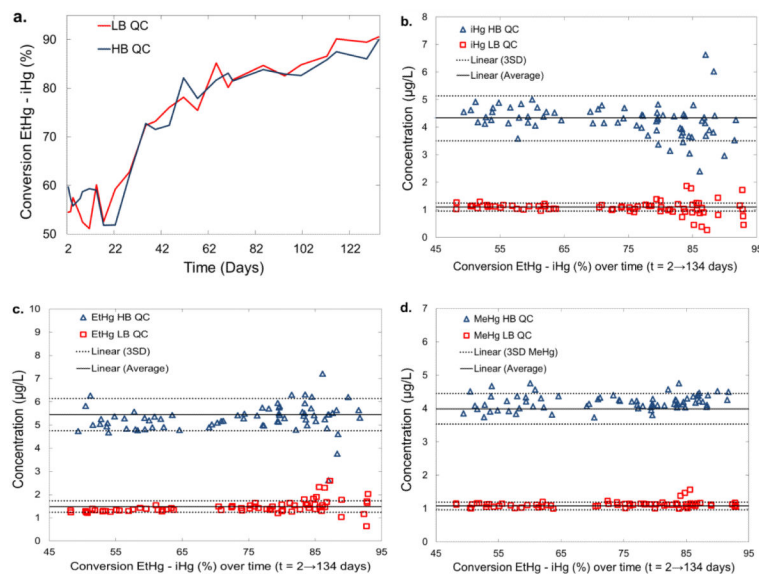 a.
LB QC
HB QC
Conversion EtHg - iHg (%)
90
80
70
60
50
2
22
42
62
82
102
122
Time (Days)
b.
iHg HB QC
iHg LB QC
Linear (3SD)
Linear (Average)
Concentration (µg/L)
8
7
6
5
4
3
2
1
0
45
55
65
75
85
95
Conversion EtHg - iHg (%) over time (t = 2→134 days)
c.
EtHg HB QC
EtHg LB QC
Linear (3SD)
Linear (Average)
Concentration (µg/L)
10
9
8
7
6
5
4
3
2
1
0
45
55
65
75
85
95
Conversion EtHg - iHg (%) over time (t = 2→134 days)
d.
MeHg HB QC
MeHg LB QC
Linear (3SD MeHg)
Linear (Average)
Concentration (µg/L)
7
6
5
4
3
2
1
0
45
55
65
75
85
95
Conversion EtHg - iHg (%) over time (t = 2→134 days)